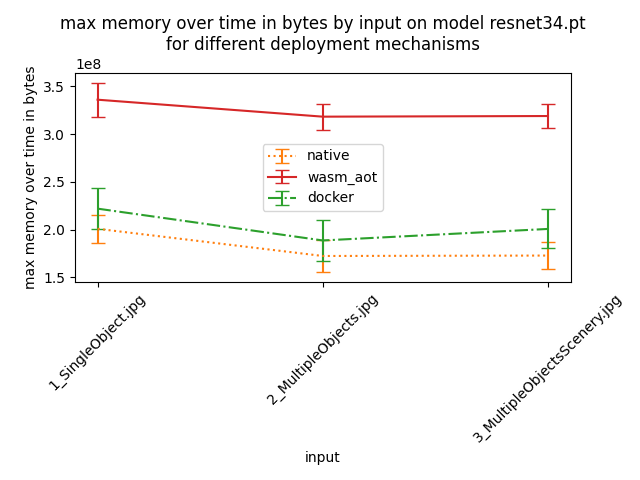 max memory over time in bytes by input on model resnet34.pt
for different deployment mechanisms
1e8
max memory over time in bytes
3.5
3.0
2.5
2.0
1.5
native
wasm_aot
docker
1_SingleObject.jpg
2_MultipleObjects.jpg
3_MultipleObjectsScenery.jpg
input